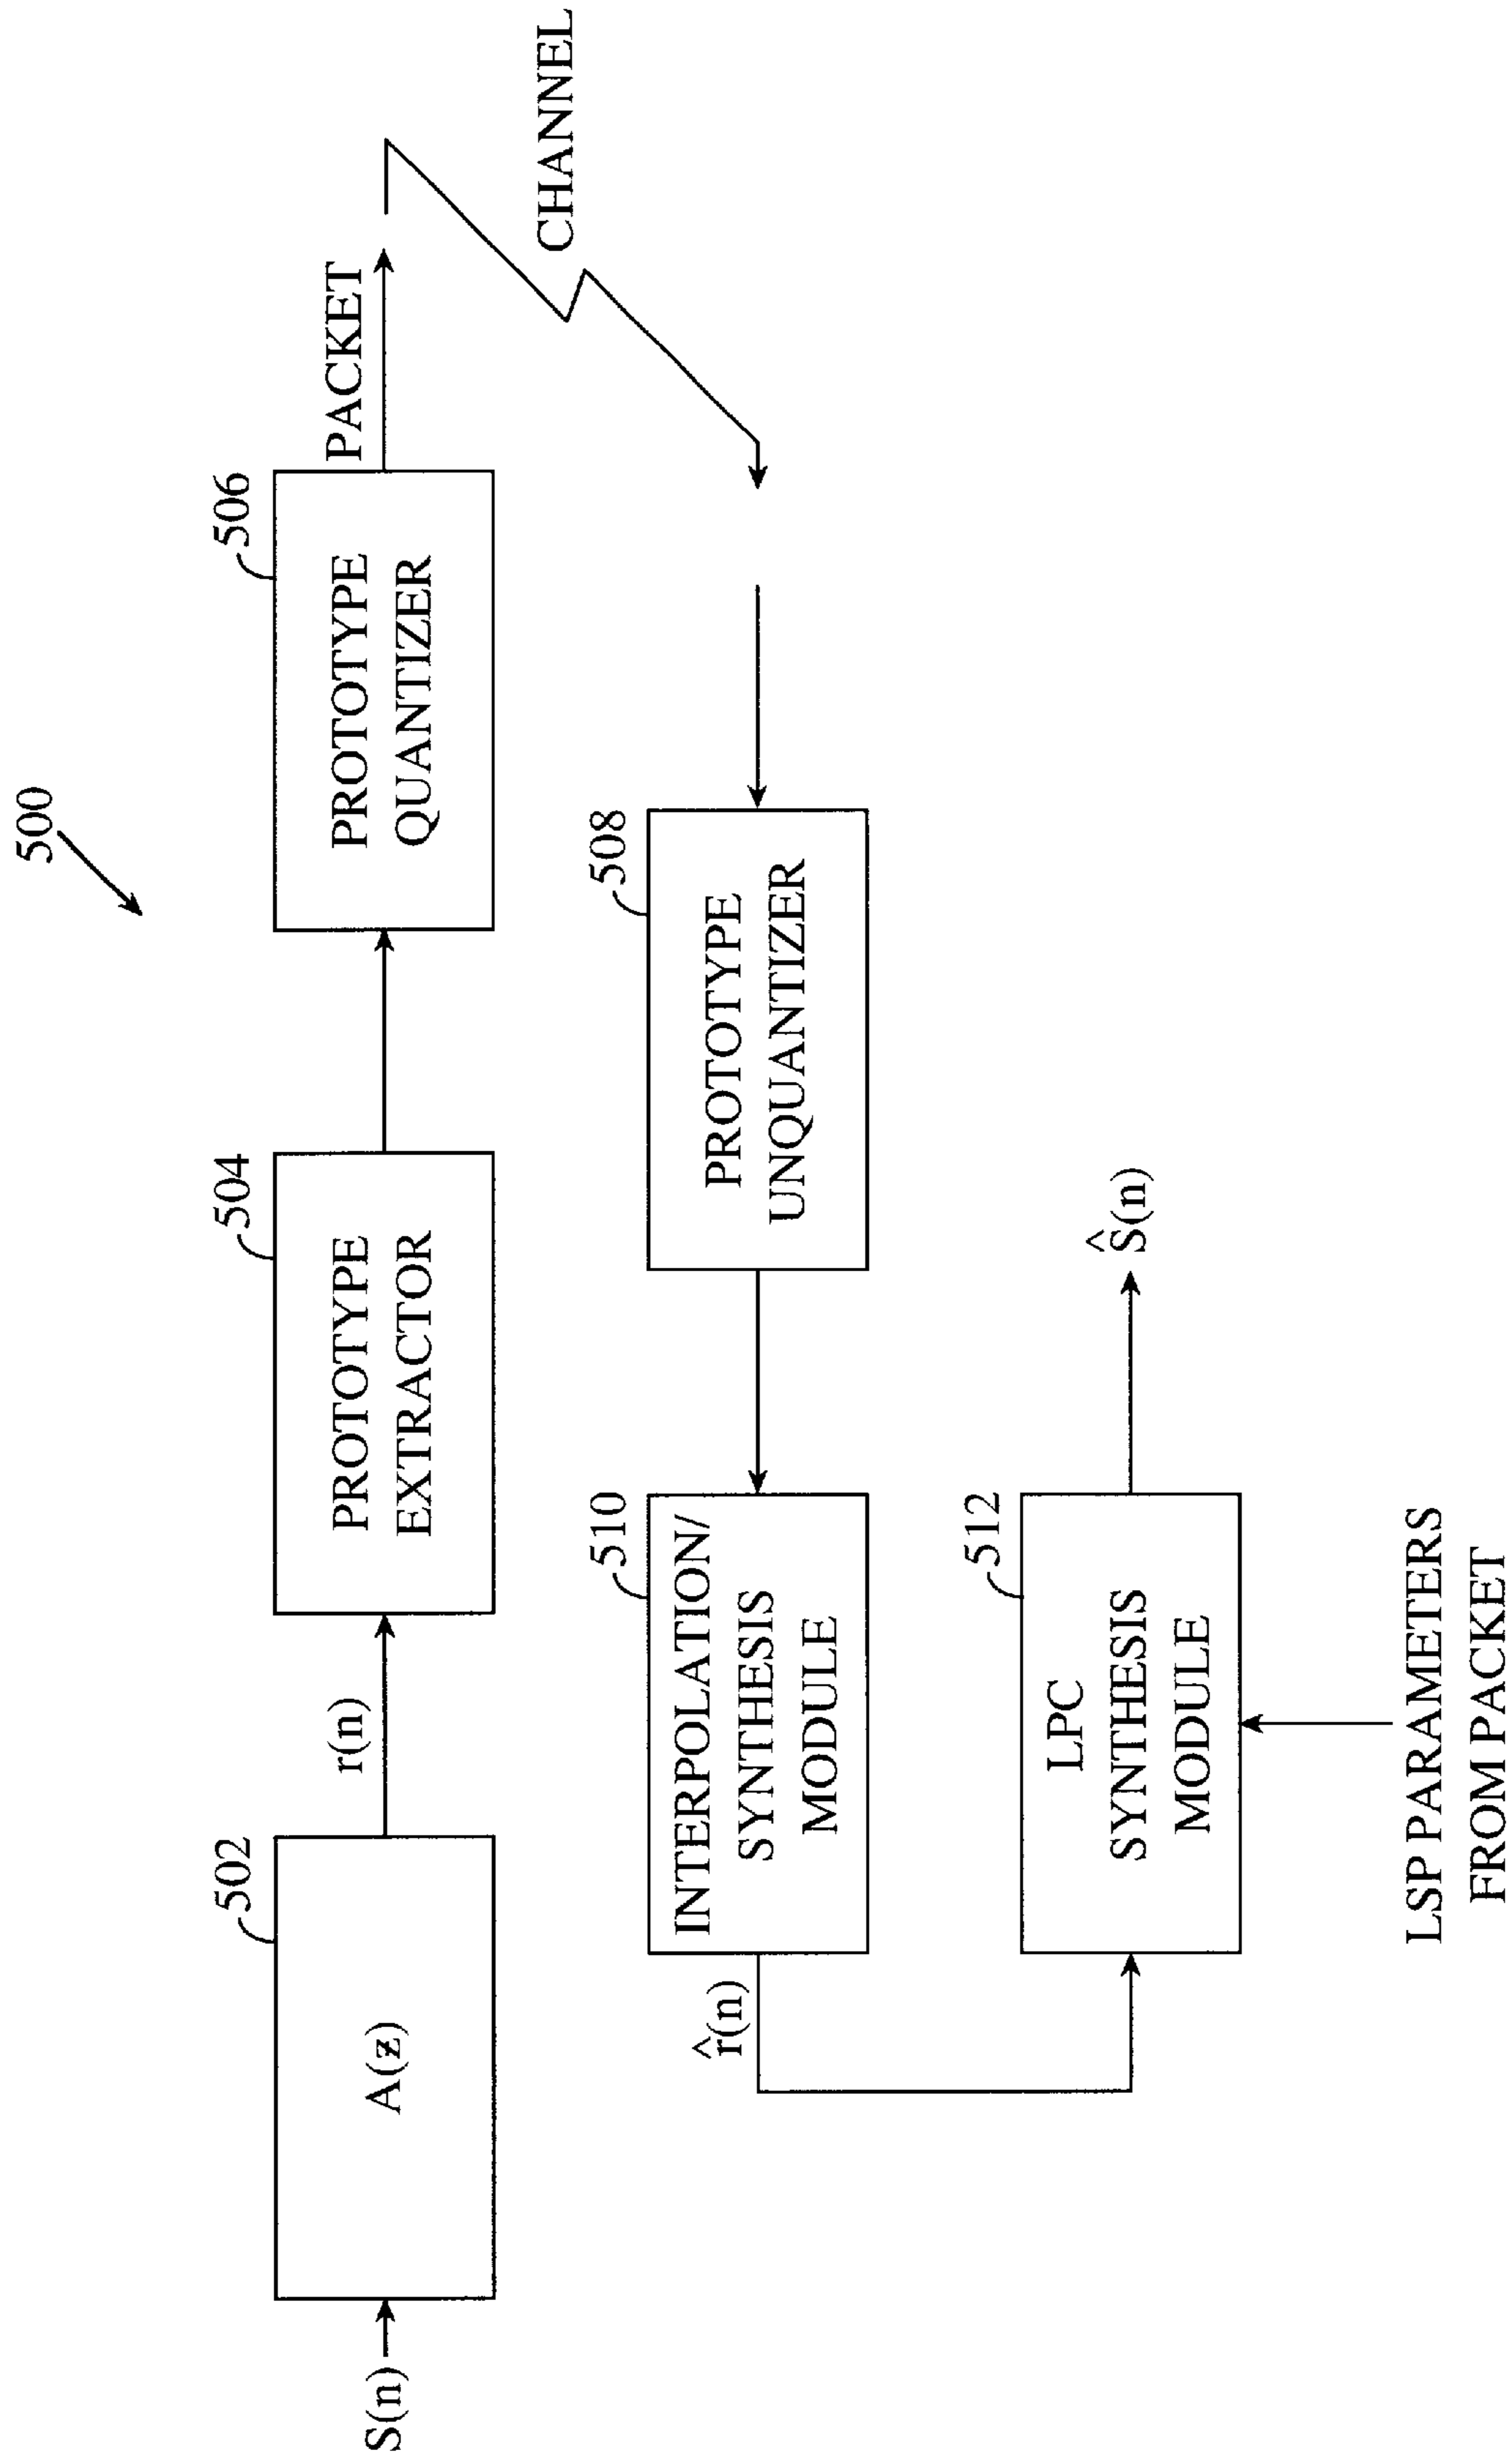 500
502
504
506
S(n)
A(z)
r(n)
PROTOTYPE
EXTRACTOR
PROTOTYPE
QUANTIZER
PACKET
CHANNEL
510
508
r̂(n)
INTERPOLATION/
SYNTHESIS
MODULE
PROTOTYPE
UNQUANTIZER
512
LPC
SYNTHESIS
MODULE
Ŝ(n)
LSP PARAMETERS
FROM PACKET